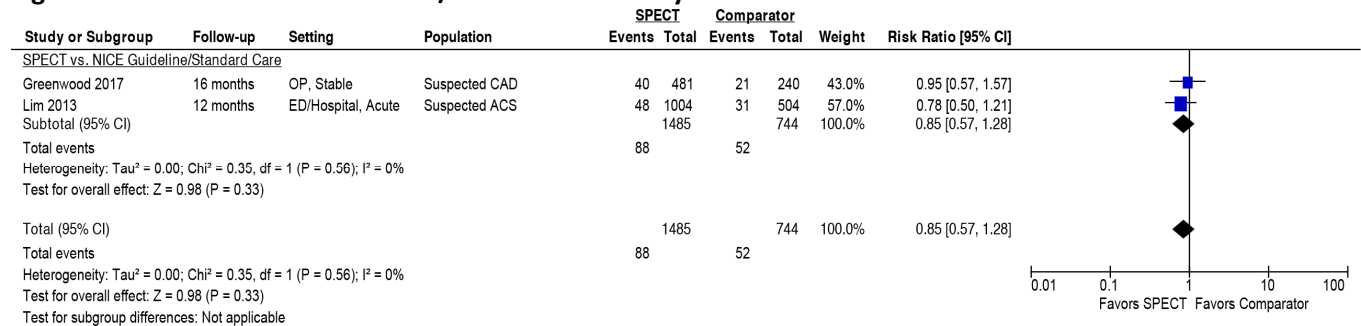 SPECT Comparator
Study or Subgroup Follow-up Setting Population Events Total Events Total Weight Risk Ratio [95% CI]
SPECT vs. NICE Guideline/Standard Care
Greenwood 2017 16 months OP, Stable Suspected CAD 40 481 21 240 43.0% 0.95 [0.57, 1.57]
Lim 2013 12 months ED/Hospital, Acute Suspected ACS 48 1004 31 504 57.0% 0.78 [0.50, 1.21]
Subtotal (95% CI) 1485 744 100.0% 0.85 [0.57, 1.28]
Total events 88 52
Heterogeneity: Tau² = 0.00; Chi² = 0.35, df = 1 (P = 0.56); I² = 0%
Test for overall effect: Z = 0.98 (P = 0.33)
Total (95% CI) 1485 744 100.0% 0.85 [0.57, 1.28]
Total events 88 52
Heterogeneity: Tau² = 0.00; Chi² = 0.35, df = 1 (P = 0.56); I² = 0%
Test for overall effect: Z = 0.98 (P = 0.33)
Test for subgroup differences: Not applicable
0.01 0.1 1 10 100
Favors SPECT Favors Comparator